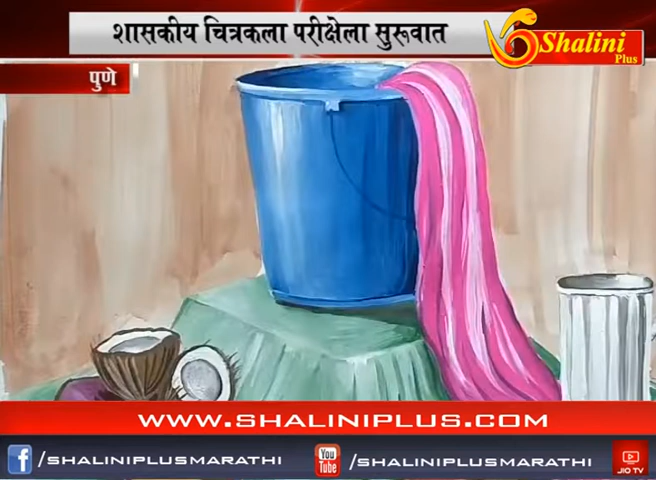 शासकीय चित्रकला परीक्षेला सुरूवात
Shalini
Plus
पुणे
WWW.SHALINIPLUS.COM
/SHALINIPLUSMARATHI
You
Tube
/SHALINIPLUSMARATHI
JIO TV